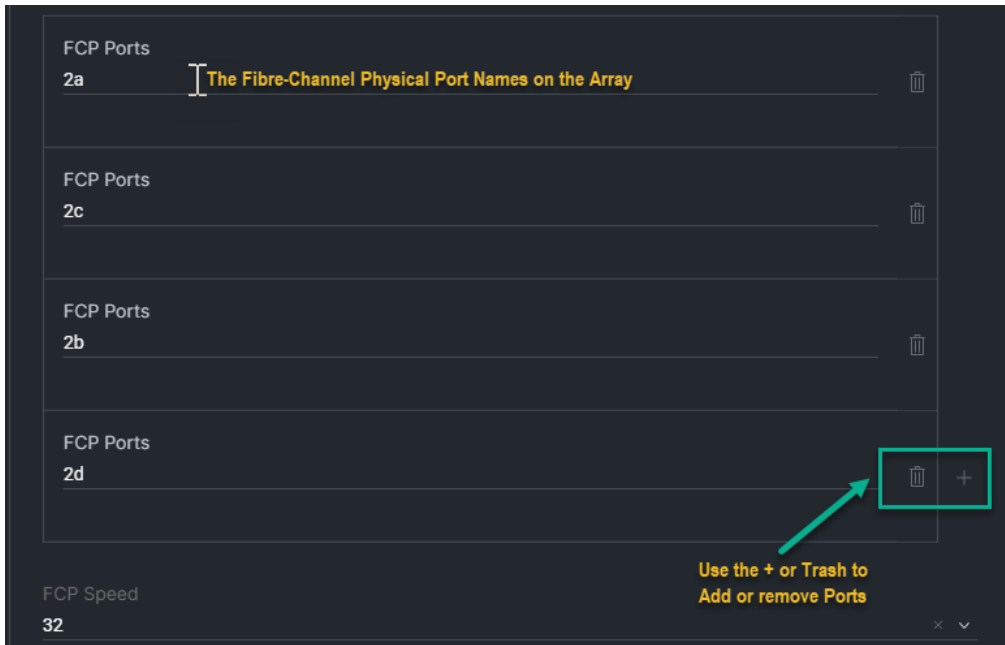 FCP Ports
2a
The Fibre-Channel Physical Port Names on the Array
FCP Ports
2c
FCP Ports
2b
FCP Ports
2d
Use the + or Trash to
Add or remove Ports
FCP Speed
32